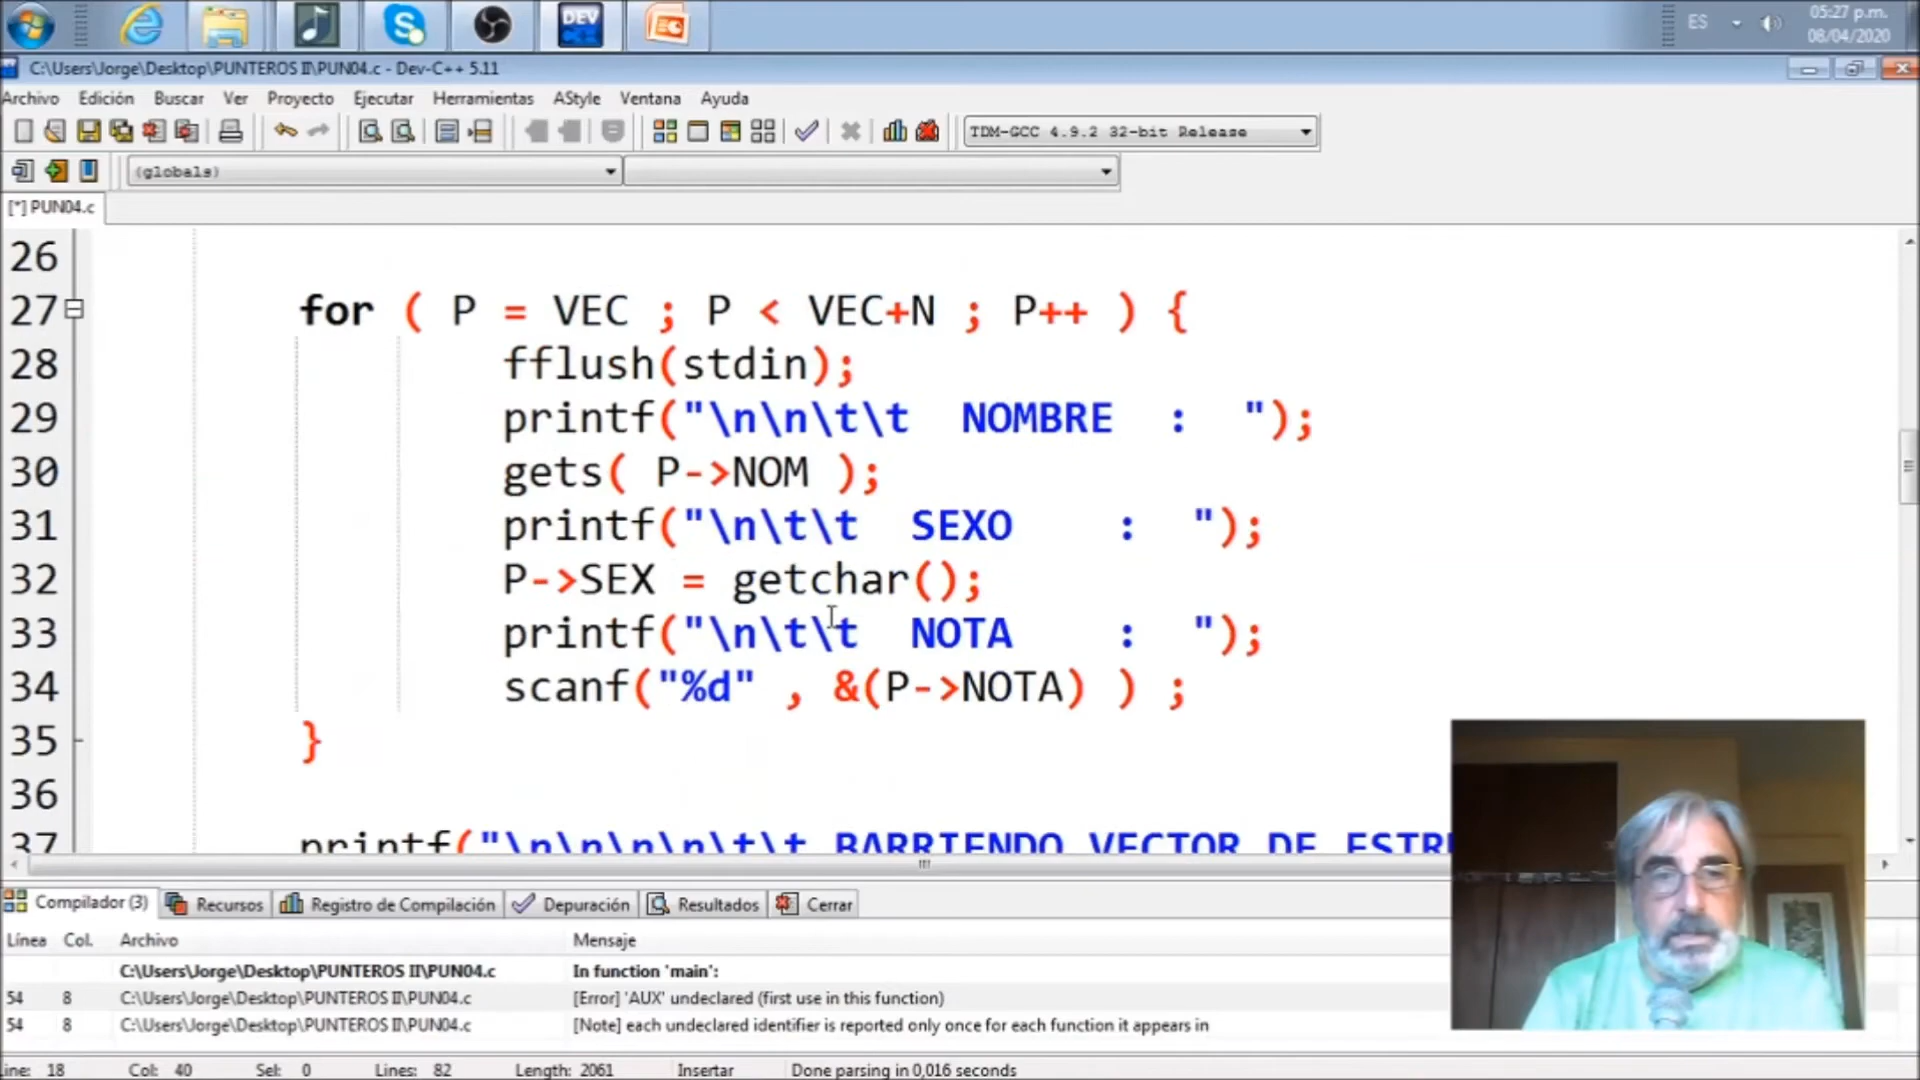 DEV
C++
ES
05:27 p.m.
08/04/2020
C:\Users\Jorge\Desktop\PUNTEROS II\PUN04.c - Dev-C++ 5.11
Archivo Edición Buscar Ver Proyecto Ejecutar Herramientas AStyle Ventana Ayuda
TDM-GCC 4.9.2 32-bit Release
(globals)
[*] PUN04.c
26
27 for ( P = VEC ; P < VEC+N ; P++ ) {
28 fflush(stdin);
29 printf("\n\n\t\t NOMBRE : ");
30 gets( P->NOM );
31 printf("\n\t\t SEXO : ");
32 P->SEX = getchar();
33 printf("\n\t\t NOTA : ");
34 scanf("%d" , &(P->NOTA) ) ;
35 }
36
37 printf("\n\n\n\n\t\t BARRIENDO VECTOR DE ESTR
Compilador (3) Recursos Registro de Compilación Depuración Resultados Cerrar
Línea Col. Archivo Mensaje
C:\Users\Jorge\Desktop\PUNTEROS II\PUN04.c In function 'main':
54 8 C:\Users\Jorge\Desktop\PUNTEROS II\PUN04.c [Error] 'AUX' undeclared (first use in this function)
54 8 C:\Users\Jorge\Desktop\PUNTEROS II\PUN04.c [Note] each undeclared identifier is reported only once for each function it appears in
Line: 18 Col: 40 Sel: 0 Lines: 82 Length: 2061 Insertar Done parsing in 0,016 seconds